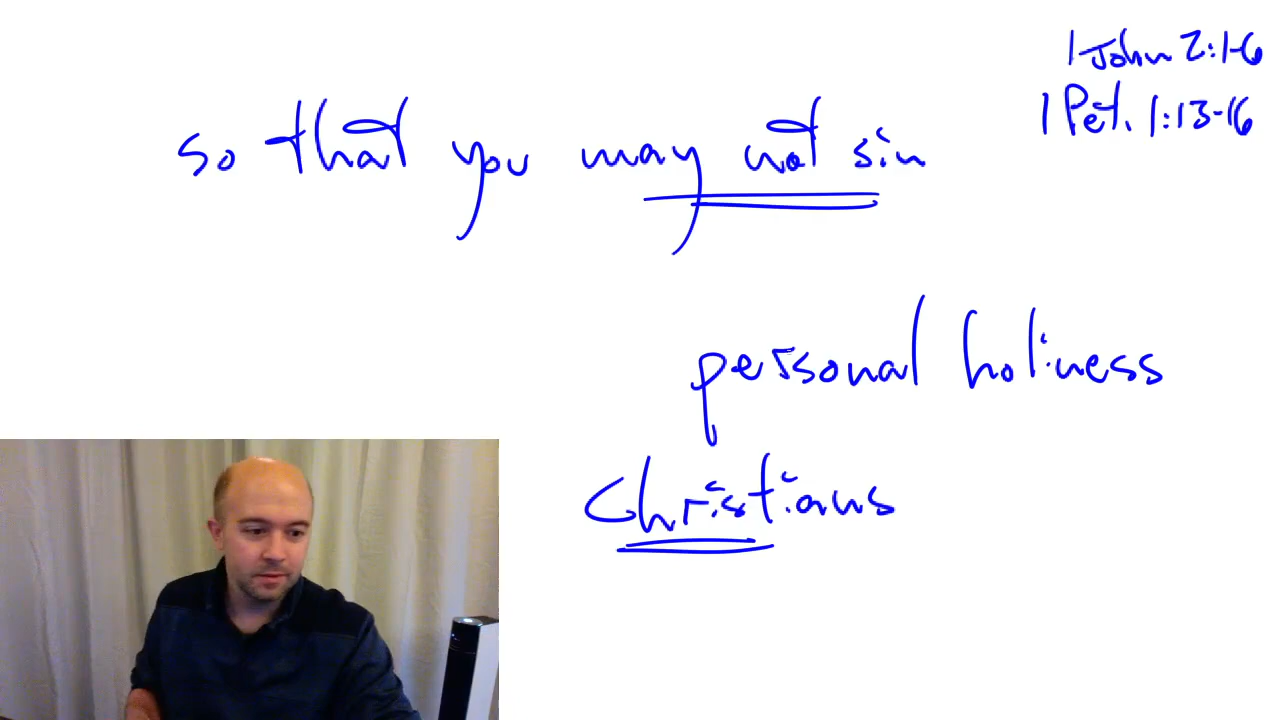 1 John 2:1-6
1 Pet. 1:13-16
so that you may not sin
personal holiness
Christians